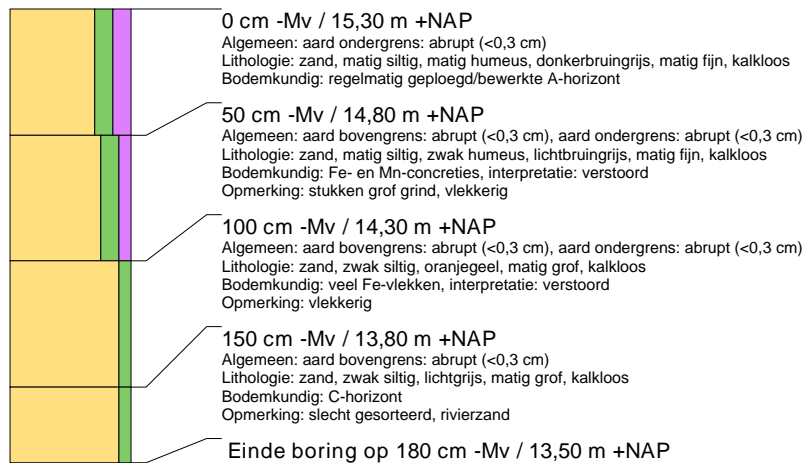 0 cm -Mv / 15,30 m +NAP
Algemeen: aard ondergrens: abrupt (<0,3 cm)
Lithologie: zand, matig siltig, matig humeus, donkerbruingrijs, matig fijn, kalkloos
Bodemkundig: regelmatig geploegd/bewerkte A-horizont
50 cm -Mv / 14,80 m +NAP
Algemeen: aard bovengrens: abrupt (<0,3 cm), aard ondergrens: abrupt (<0,3 cm)
Lithologie: zand, matig siltig, zwak humeus, lichtbruingrijs, matig fijn, kalkloos
Bodemkundig: Fe- en Mn-concreties, interpretatie: verstoord
Opmerking: stukken grof grind, vlekkerig
100 cm -Mv / 14,30 m +NAP
Algemeen: aard bovengrens: abrupt (<0,3 cm), aard ondergrens: abrupt (<0,3 cm)
Lithologie: zand, zwak siltig, oranjegeel, matig grof, kalkloos
Bodemkundig: veel Fe-vlekken, interpretatie: verstoord
Opmerking: vlekkerig
150 cm -Mv / 13,80 m +NAP
Algemeen: aard bovengrens: abrupt (<0,3 cm)
Lithologie: zand, zwak siltig, lichtgrijs, matig grof, kalkloos
Bodemkundig: C-horizont
Opmerking: slecht gesorteerd, rivierzand
Einde boring op 180 cm -Mv / 13,50 m +NAP